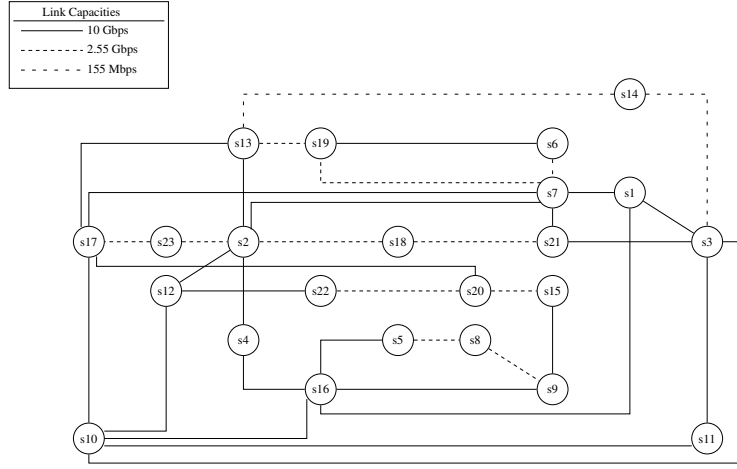 Link Capacities
10 Gbps
2.55 Gbps
155 Mbps
s14
s13
s19
s6
s7
s1
s17
s23
s2
s18
s21
s3
s12
s22
s20
s15
s4
s5
s8
s16
s9
s10
s11